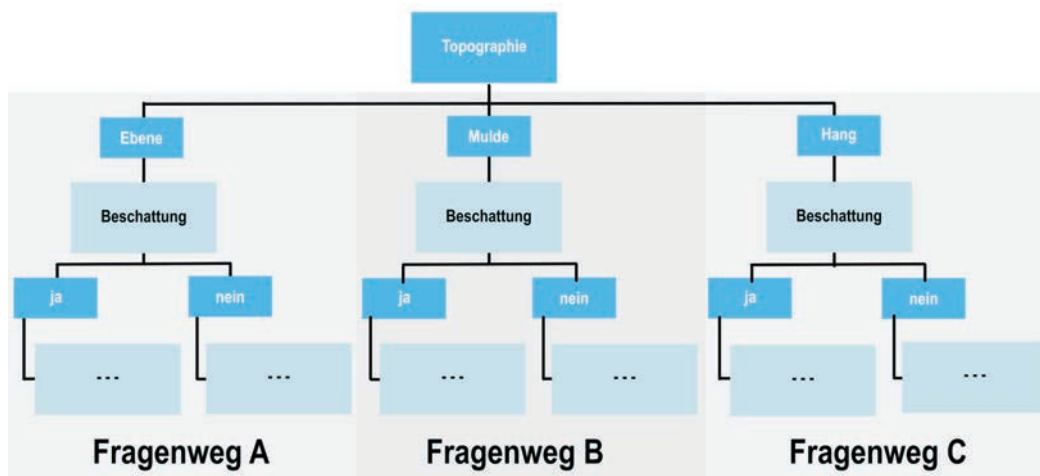 Topographie
Ebene
Mulde
Hang
Beschattung
Beschattung
Beschattung
ja
nein
ja
nein
ja
nein
---
---
---
---
---
---
Fragenweg A
Fragenweg B
Fragenweg C